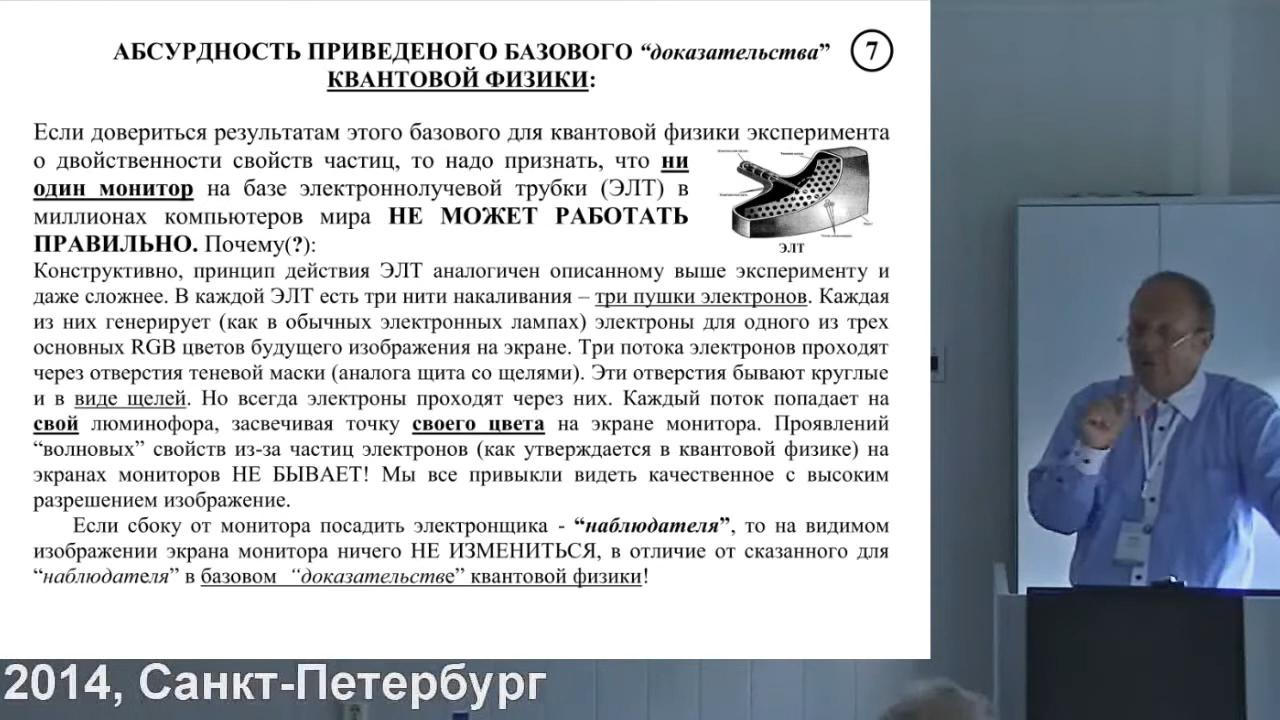 АБСУРДНОСТЬ ПРИВЕДЕНОГО БАЗОВОГО “доказательства”
7
КВАНТОВОЙ ФИЗИКИ:
Если довериться результатам этого базового для квантовой физики эксперимента
о двойственности свойств частиц, то надо признать, что ни
один монитор на базе электроннолучевой трубки (ЭЛТ) в
миллионах компьютеров мира НЕ МОЖЕТ РАБОТАТЬ
ПРАВИЛЬНО. Почему(?):
ЭЛТ
Конструктивно, принцип действия ЭЛТ аналогичен описанному выше эксперименту и
даже сложнее. В каждой ЭЛТ есть три нити накаливания – три пушки электронов. Каждая
из них генерирует (как в обычных электронных лампах) электроны для одного из трех
основных RGB цветов будущего изображения на экране. Три потока электронов проходят
через отверстия теневой маски (аналога щита со щелями). Эти отверстия бывают круглые
и в виде щелей. Но всегда электроны проходят через них. Каждый поток попадает на
свой люминофора, засвечивая точку своего цвета на экране монитора. Проявлений
“волновых” свойств из-за частиц электронов (как утверждается в квантовой физике) на
экранах мониторов НЕ БЫВАЕТ! Мы все привыкли видеть качественное с высоким
разрешением изображение.
Если сбоку от монитора посадить электронщика - “наблюдателя”, то на видимом
изображении экрана монитора ничего НЕ ИЗМЕНИТЬСЯ, в отличие от сказанного для
“наблюдателя” в базовом “доказательстве” квантовой физики!
2014, Санкт-Петербург